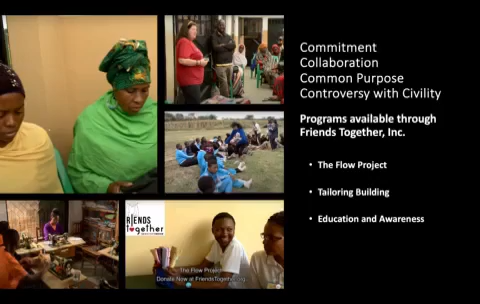 Commitment
Collaboration
Common Purpose
Controversy with Civility
Programs available through
Friends Together, Inc.
• The Flow Project
• Tailoring Building
• Education and Awareness
FRIENDS
Together
The Flow Project
Donate Now at FriendsTogether.org